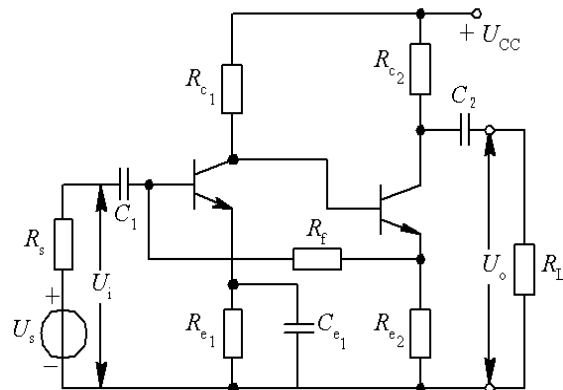 + U_CC
R_c1
R_c2
C_2
C_1
R_s
R_f
U_i
U_o
R_L
+
U_s
−
R_e1
C_e1
R_e2